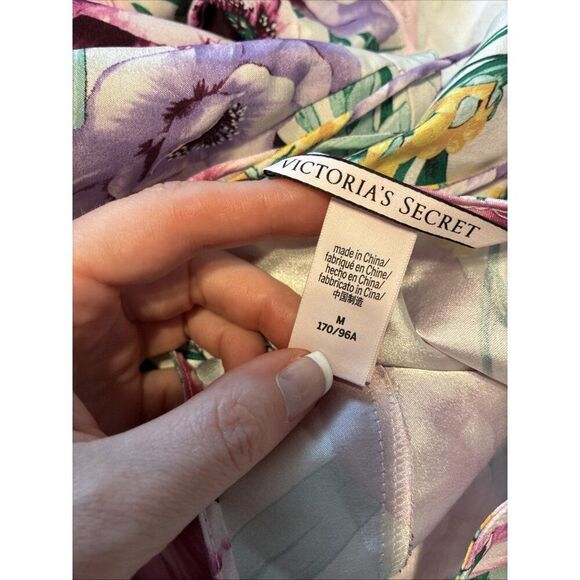 VICTORIA'S SECRET
made in China/
fabriqué en Chine/
hecho en China/
fabbricato in Cina/
中国制造
M
170/96A